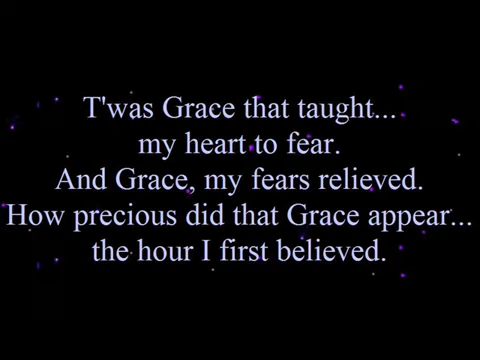 T'was Grace that taught...
my heart to fear.
And Grace, my fears relieved.
How precious did that Grace appear...
the hour I first believed.